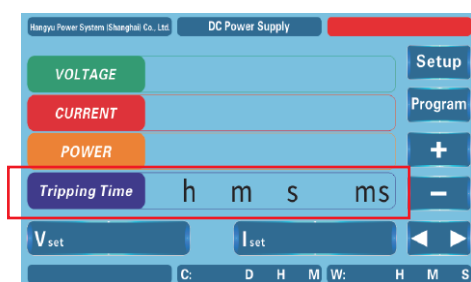 Hangyu Power System (Shanghai) Co., Ltd. DC Power Supply
Setup
VOLTAGE
Program
CURRENT
POWER +
Tripping Time h m s ms −
Vset Iset ◀ ▶
C: D H M W: H M S